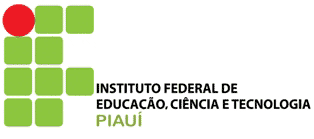 INSTITUTO FEDERAL DE
EDUCAÇÃO, CIÊNCIA E TECNOLOGIA
PIAUÍ